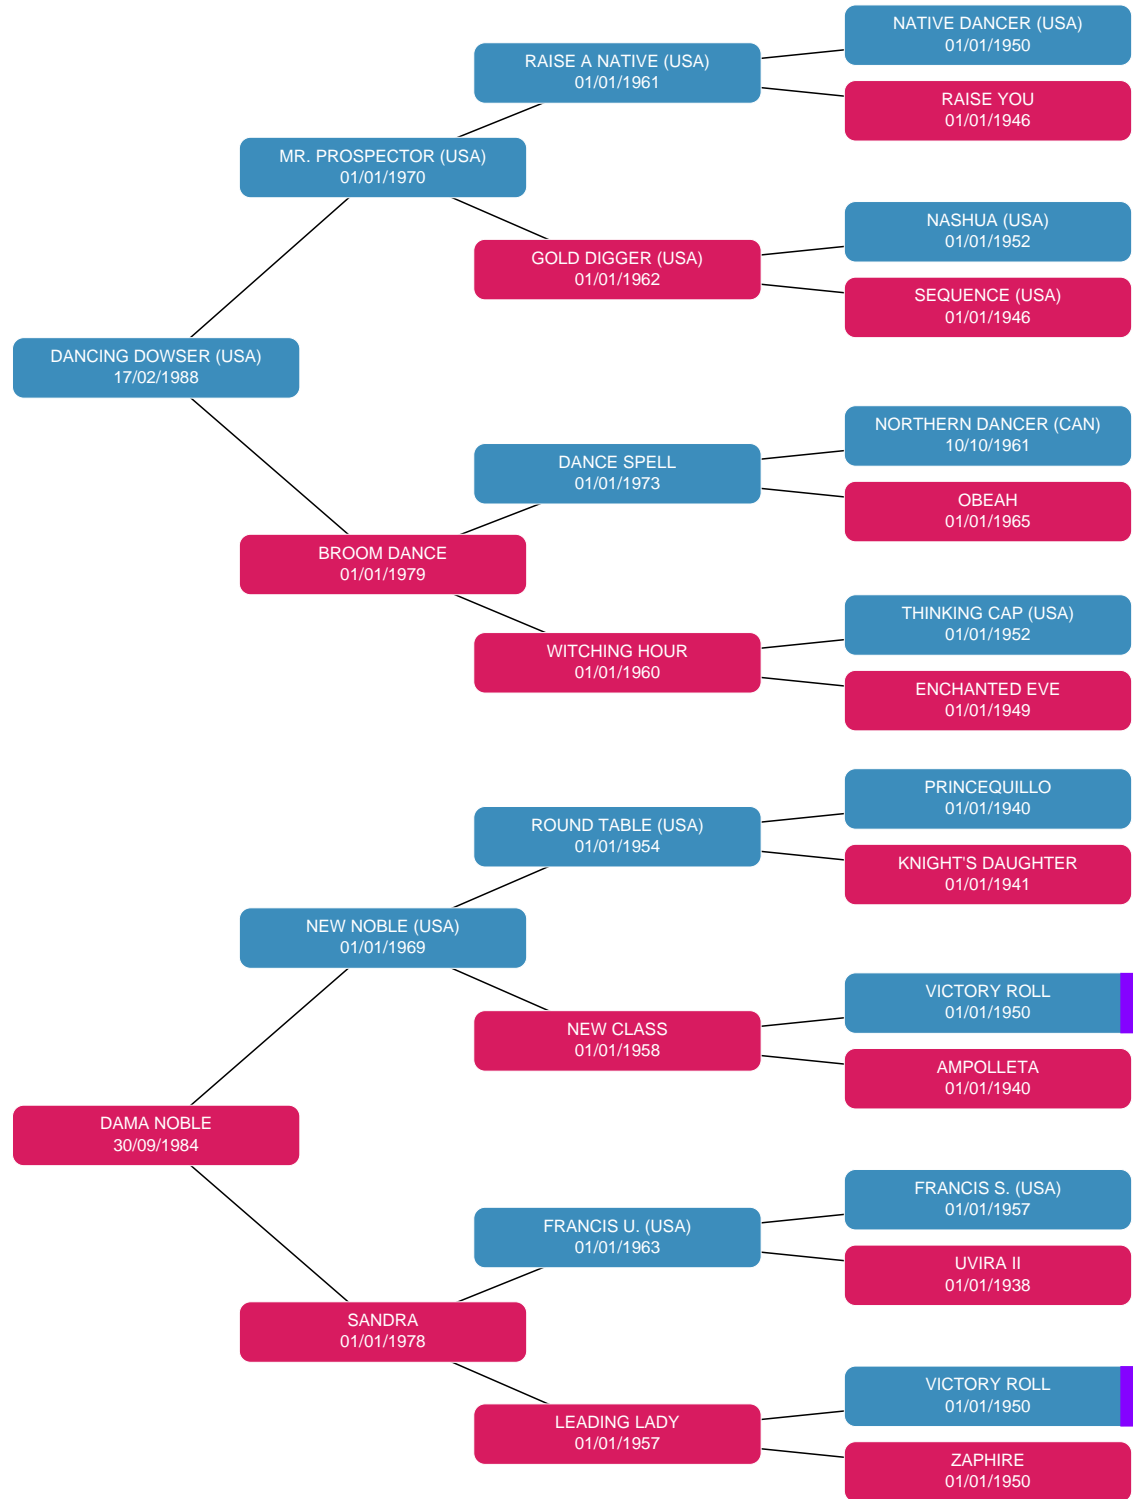 NATIVE DANCER (USA)
01/01/1950
RAISE A NATIVE (USA)
01/01/1961
RAISE YOU
01/01/1946
MR. PROSPECTOR (USA)
01/01/1970
NASHUA (USA)
01/01/1952
GOLD DIGGER (USA)
01/01/1962
SEQUENCE (USA)
01/01/1946
DANCING DOWSER (USA)
17/02/1988
NORTHERN DANCER (CAN)
10/10/1961
DANCE SPELL
01/01/1973
OBEAH
01/01/1965
BROOM DANCE
01/01/1979
THINKING CAP (USA)
01/01/1952
WITCHING HOUR
01/01/1960
ENCHANTED EVE
01/01/1949
PRINCEQUILLO
01/01/1940
ROUND TABLE (USA)
01/01/1954
KNIGHT'S DAUGHTER
01/01/1941
NEW NOBLE (USA)
01/01/1969
VICTORY ROLL
01/01/1950
NEW CLASS
01/01/1958
AMPOLLETA
01/01/1940
DAMA NOBLE
30/09/1984
FRANCIS S. (USA)
01/01/1957
FRANCIS U. (USA)
01/01/1963
UVIRA II
01/01/1938
SANDRA
01/01/1978
VICTORY ROLL
01/01/1950
LEADING LADY
01/01/1957
ZAPHIRE
01/01/1950